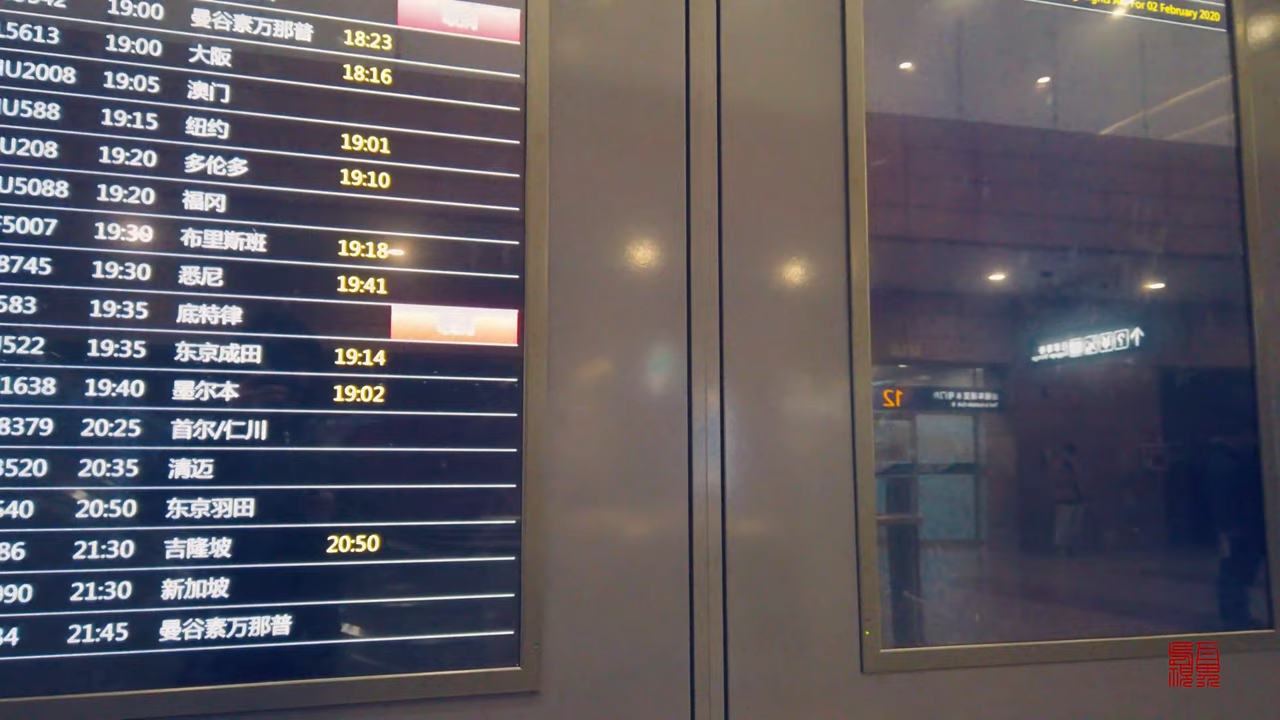 19:00 曼谷素万那普 18:23
L5613 19:00 大阪 18:16
U2008 19:05 澳门
U588 19:15 纽约 19:01
U208 19:20 多伦多 19:10
U5088 19:20 福冈
5007 19:30 布里斯班 19:18
8745 19:30 悉尼 19:41
583 19:35 底特律
522 19:35 东京成田 19:14
1638 19:40 墨尔本 19:02
8379 20:25 首尔/仁川
520 20:35 清迈
540 20:50 东京羽田
86 21:30 吉隆坡 20:50
90 21:30 新加坡
21:45 曼谷素万那普
For 02 February 2020
12